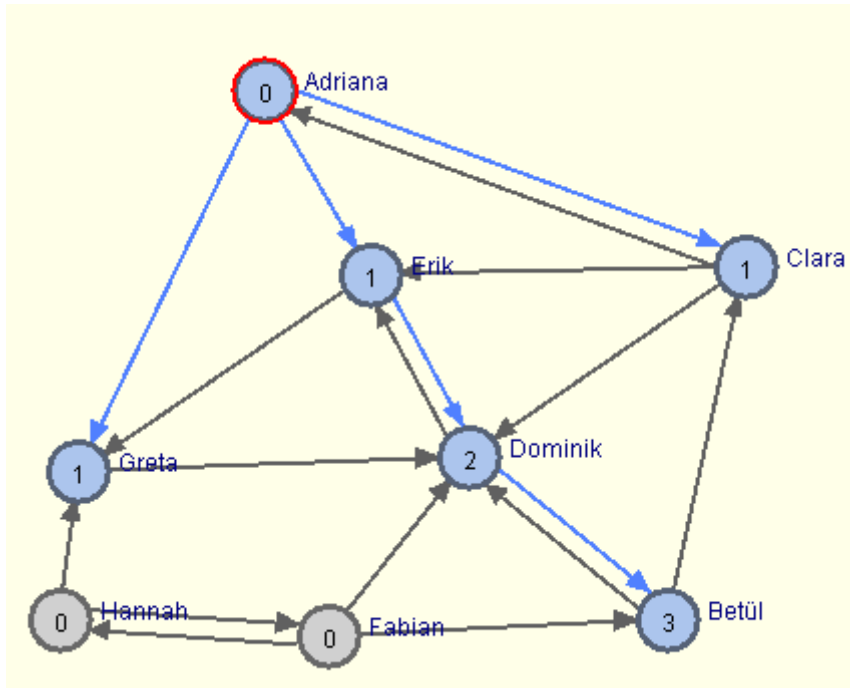 0 Adriana
1 Erik
1 Clara
1 Greta
2 Dominik
0 Hannah
0 Fabian
3 Betül